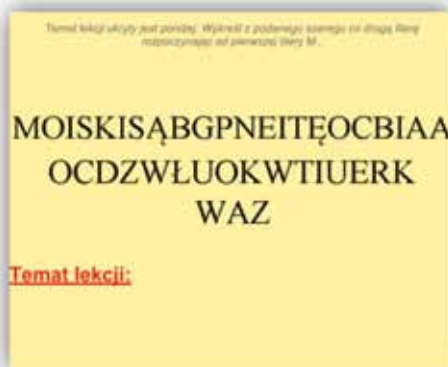 Temat lekcji ukryty jest poniżej. Wykreśl z podanego szeregu co drugą literę
rozpoczynając od pierwszej litery M .
MOISKISĄBGPNEITĘOCBIAA
OCDZWŁUOKWTIUERK
WAZ
Temat lekcji: